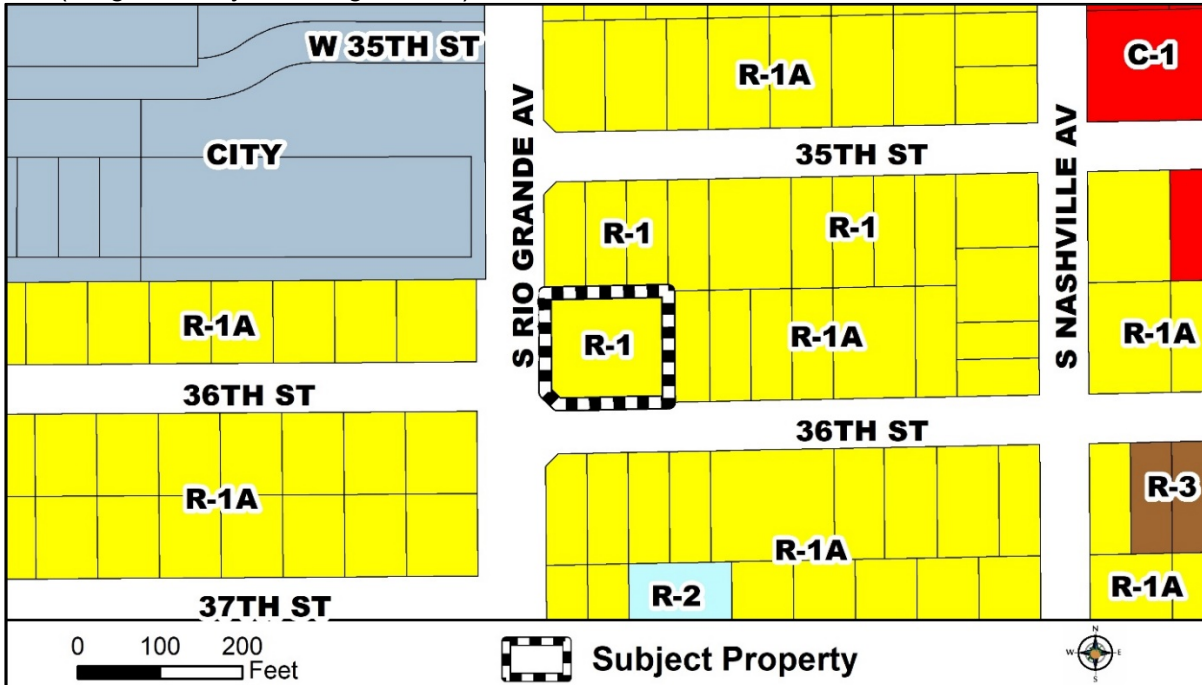 W 35TH ST
R-1A
C-1
CITY
S RIO GRANDE AV
35TH ST
S NASHVILLE AV
R-1
R-1
R-1A
R-1
R-1A
R-1A
36TH ST
36TH ST
R-1A
R-3
R-1A
R-2
R-1A
37TH ST
0 100 200
Feet
Subject Property
N
W E
S